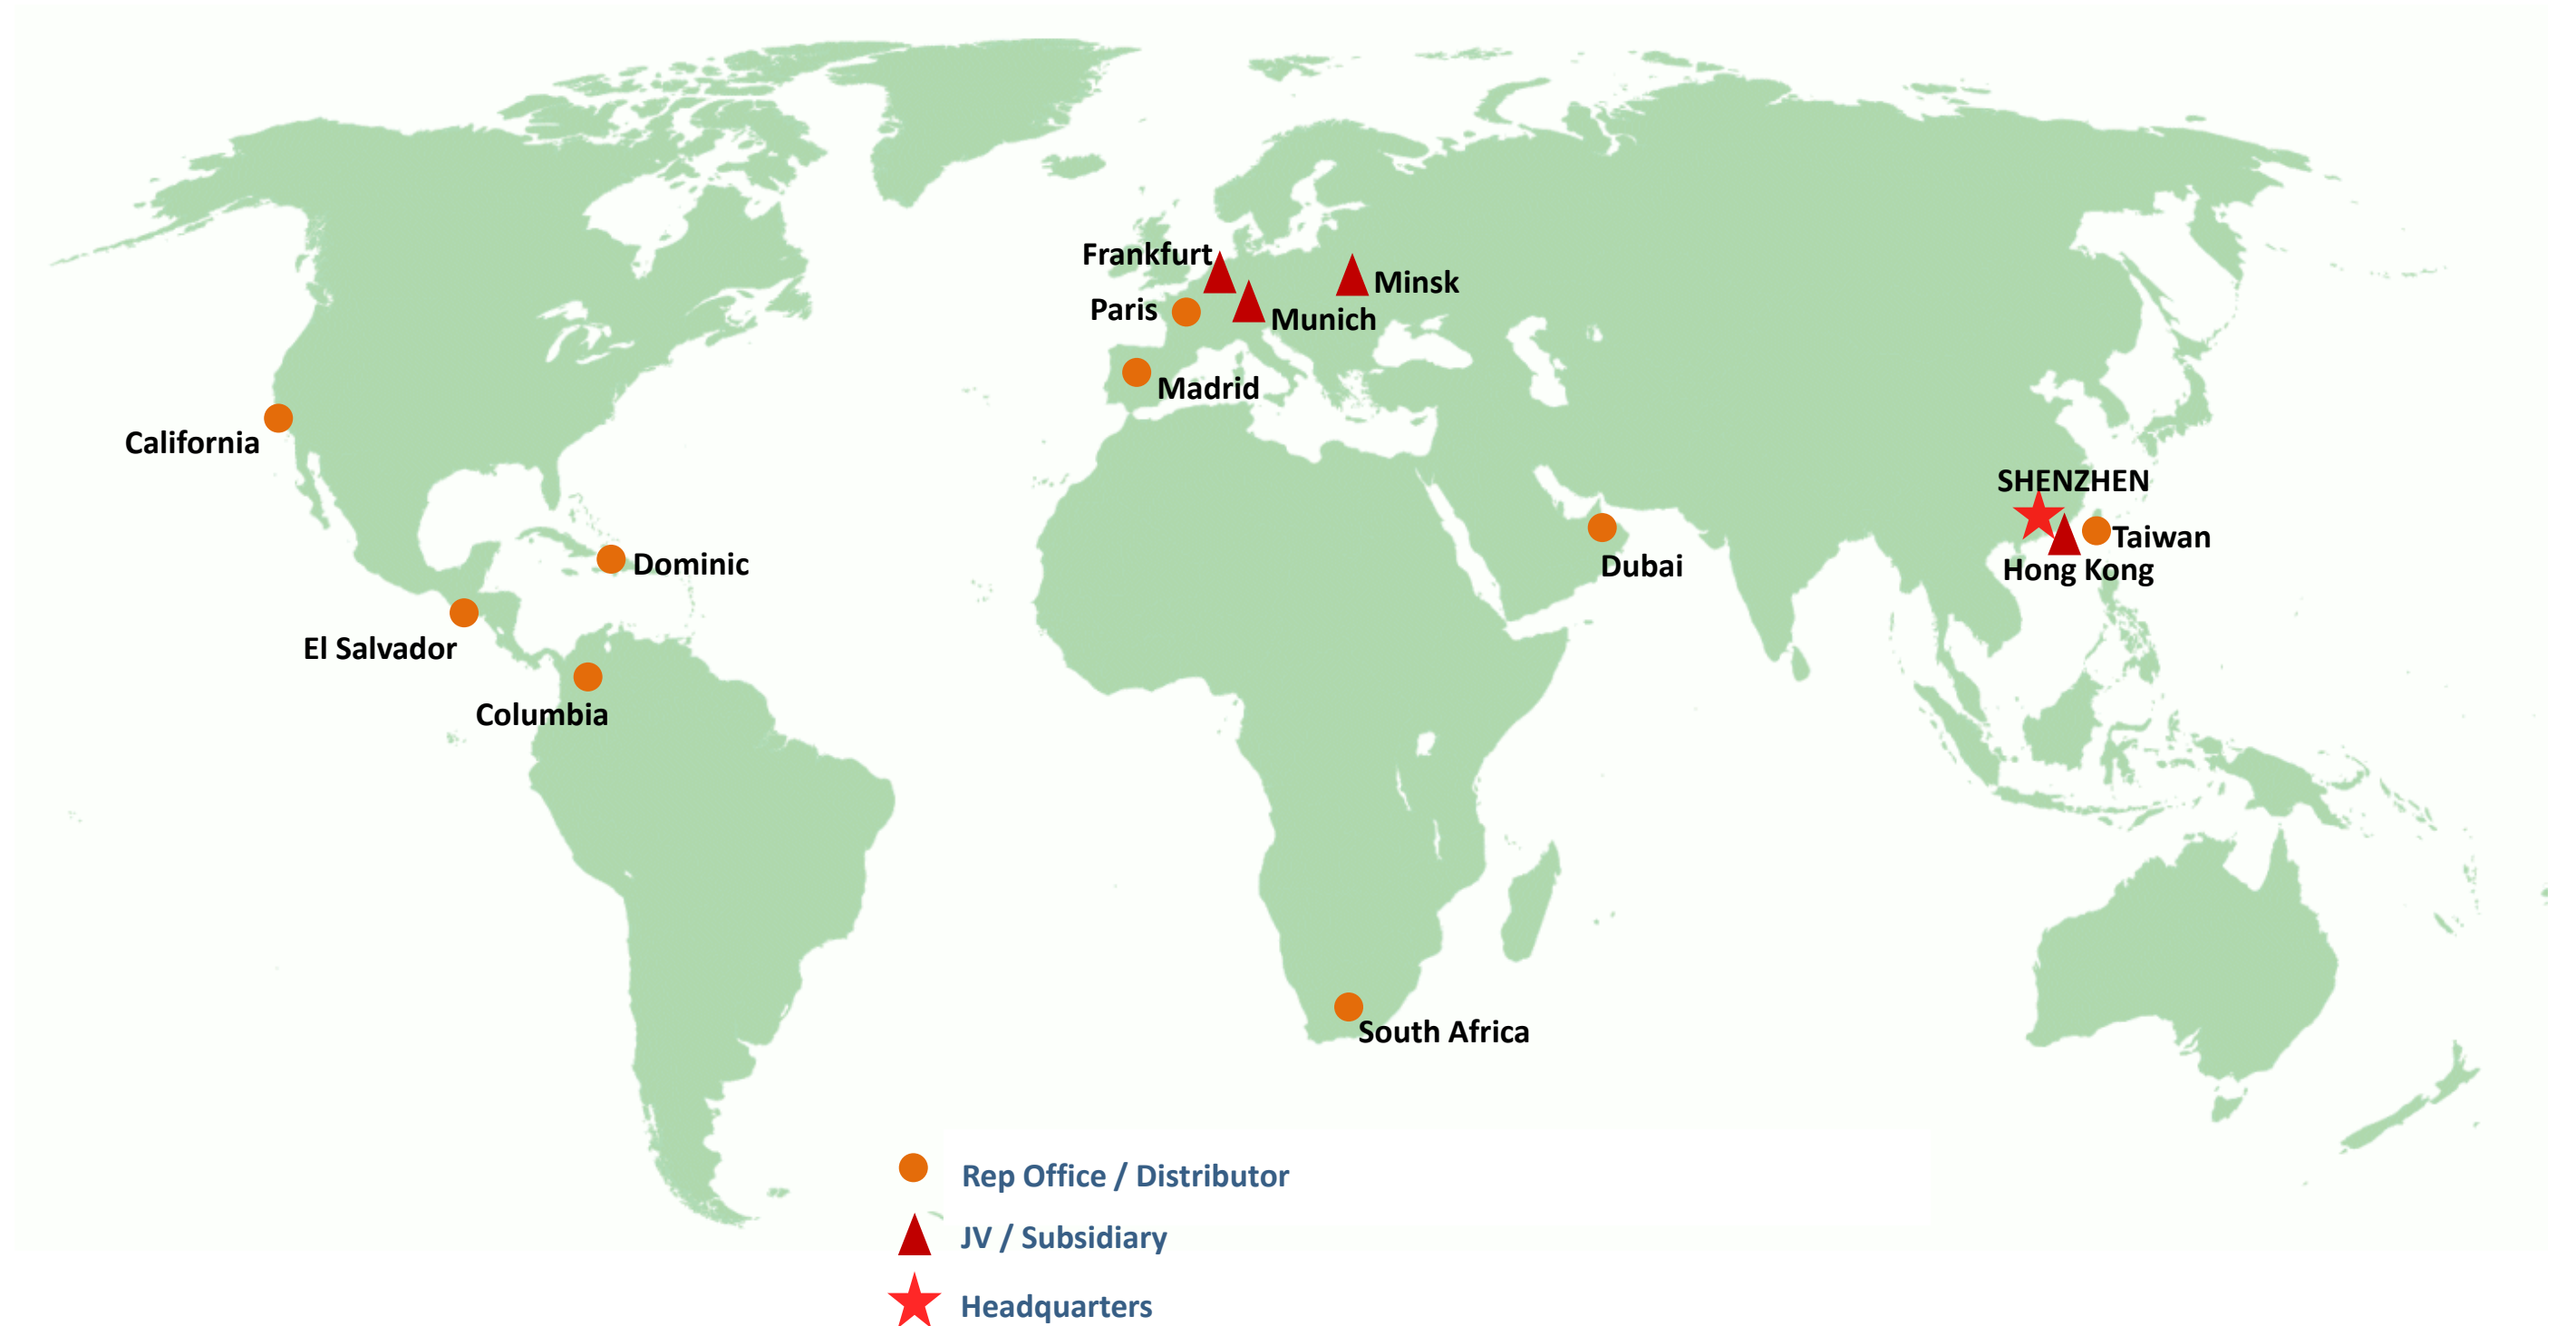 Frankfurt
Minsk
Paris
Munich
Madrid
California
SHENZHEN
Taiwan
Dominic
Dubai
Hong Kong
El Salvador
Columbia
South Africa
Rep Office / Distributor
JV / Subsidiary
Headquarters